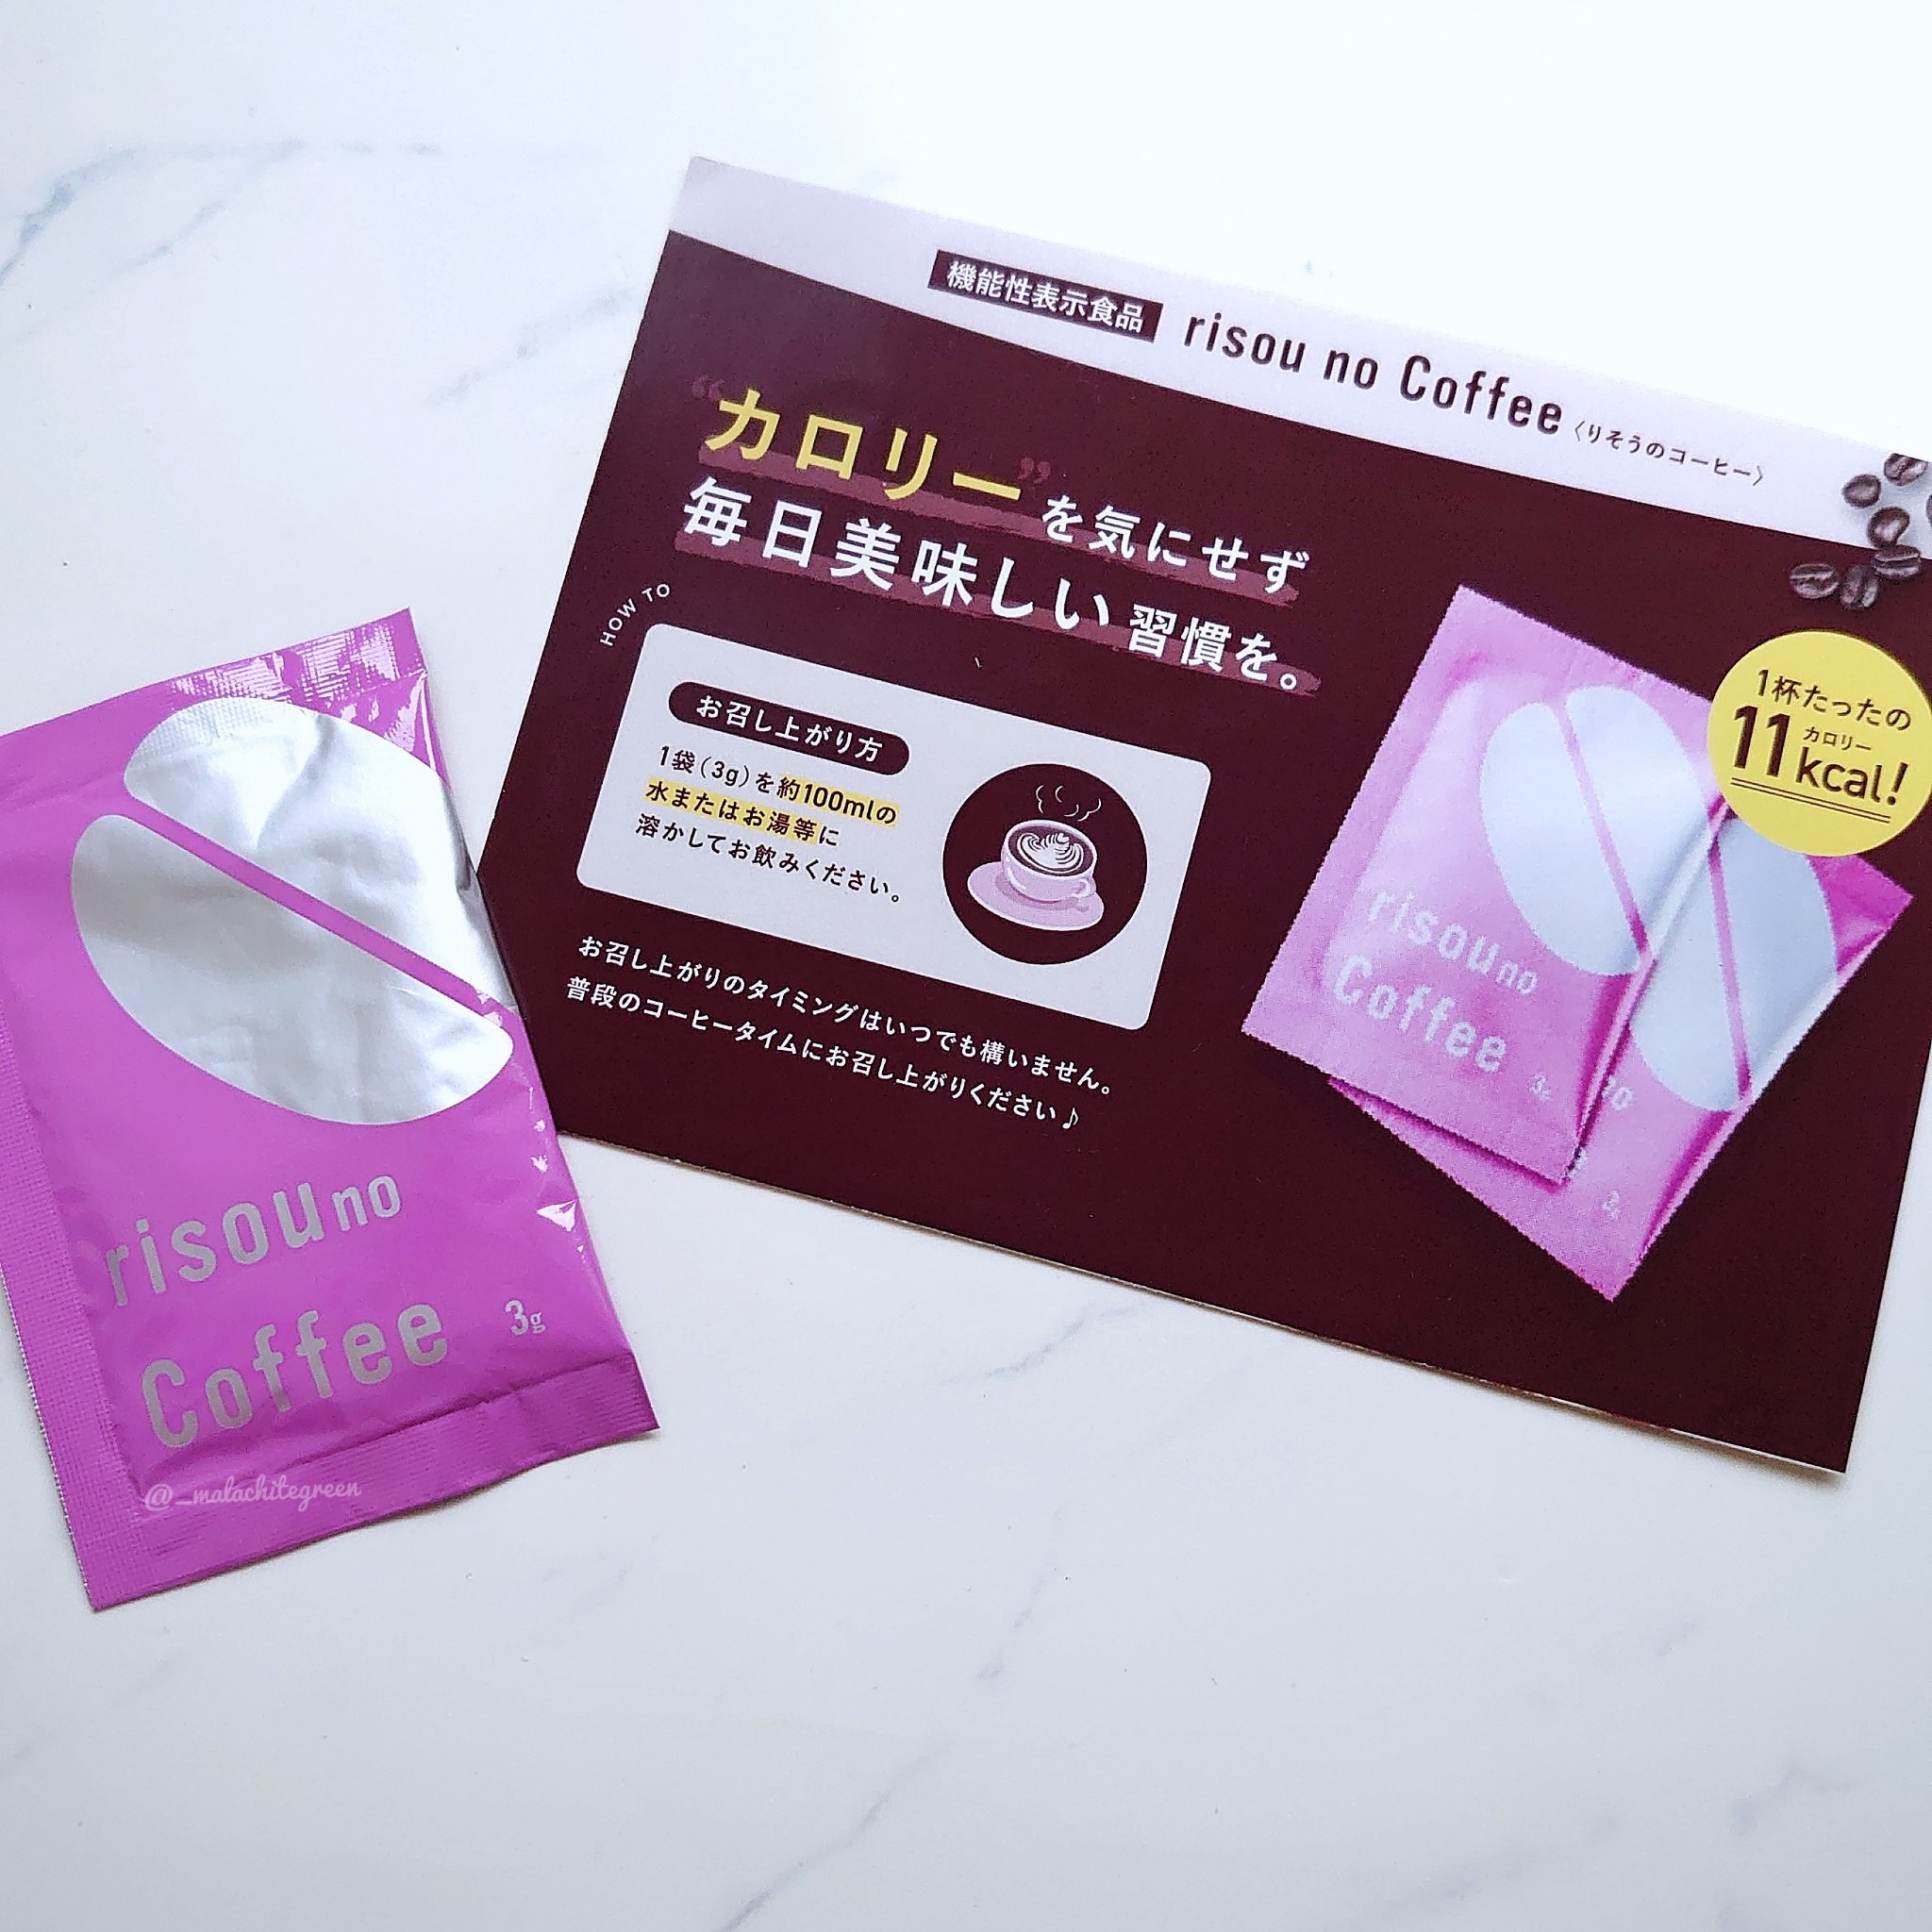 機能性表示食品 risou no Coffee 〈りそうのコーヒー〉
“カロリー”を気にせず
毎日美味しい習慣を。
HOW TO
お召し上がり方
1袋(3g)を約100mlの
水またはお湯等に
溶かしてお飲みください。
お召し上がりのタイミングはいつでも構いません。
普段のコーヒータイムにお召し上がりください♪
1杯たったの
カロリー
11kcal!
risou no
Coffee
3g
no
3g
risou no
Coffee 3g
@_malachitegreen